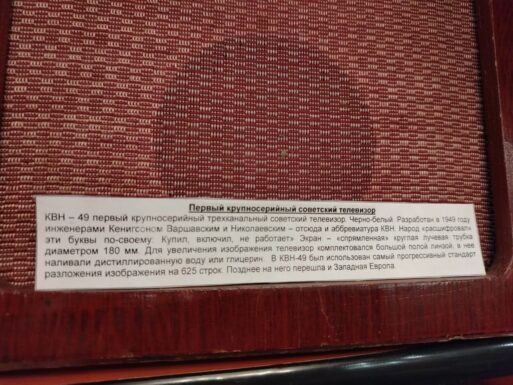 Первый крупносерийный советский телевизор
КВН – 49 первый крупносерийный трехканальный советский телевизор. Черно-белый. Разработан в 1949 году
инженерами Кенигсоном Варшавским и Николаевским – отсюда и аббревиатура КВН. Народ «расшифровал»
эти буквы по-своему. Купил, включил, не работает» Экран – «спрямленная» круглая лучевая трубка
диаметром 180 мм. Для увеличения изображения телевизор комплектовался большой полой линзой, в нее
наливали дистиллированную воду или глицерин. В КВН-49 был использован самый прогрессивный стандарт
разложения изображения на 625 строк. Позднее на него перешла и Западная Европа.